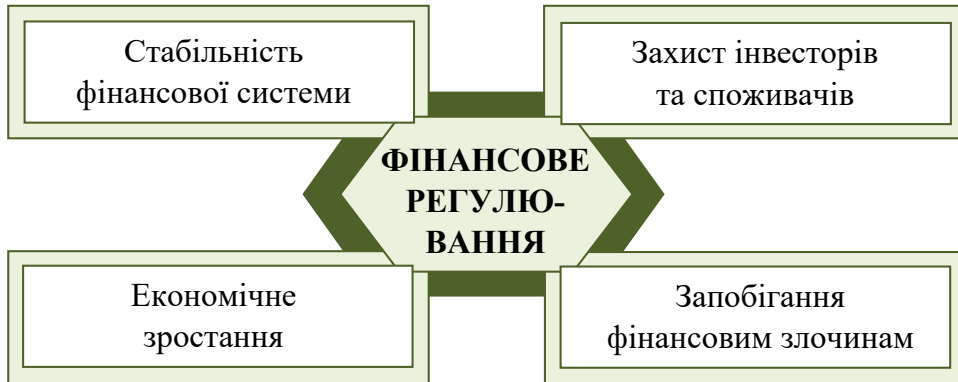 Стабільність
фінансової системи
Захист інвесторів
та споживачів
ФІНАНСОВЕ
РЕГУЛЮ-
ВАННЯ
Економічне
зростання
Запобігання
фінансовим злочинам